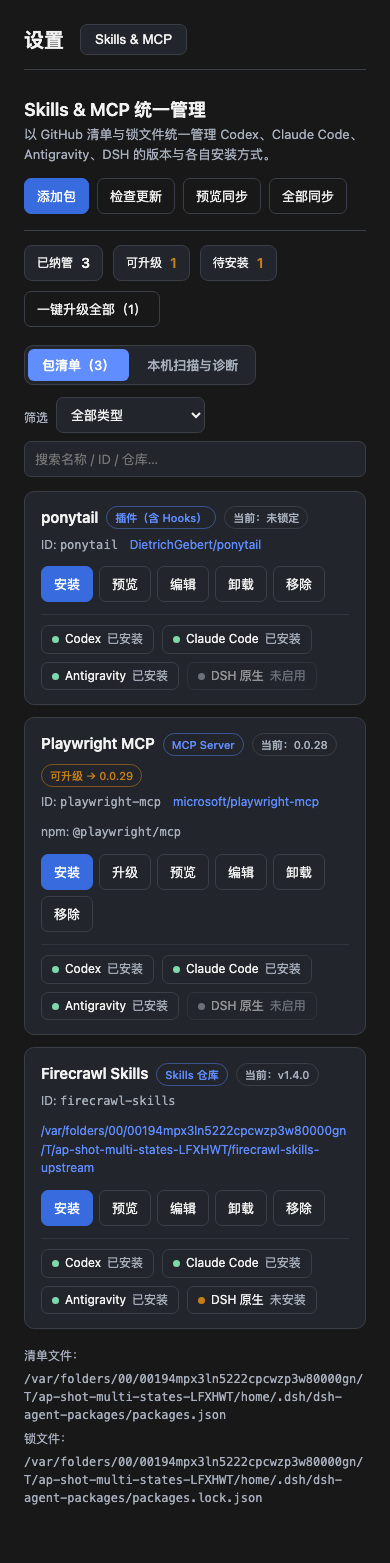 设置 Skills & MCP
Skills & MCP 统一管理
以 GitHub 清单与锁文件统一管理 Codex、Claude Code、
Antigravity、DSH 的版本与各自安装方式。
添加包 检查更新 预览同步 全部同步
已纳管 3 可升级 1 待安装 1
一键升级全部（1）
包清单（3） 本机扫描与诊断
筛选 全部类型
搜索名称 / ID / 仓库...
ponytail 插件（含 Hooks） 当前：未锁定
ID: ponytail DietrichGebert/ponytail
安装 预览 编辑 卸载 移除
Codex 已安装 Claude Code 已安装
Antigravity 已安装 DSH 原生 未启用
Playwright MCP MCP Server 当前：0.0.28
可升级 → 0.0.29
ID: playwright-mcp microsoft/playwright-mcp
npm: @playwright/mcp
安装 升级 预览 编辑 卸载
移除
Codex 已安装 Claude Code 已安装
Antigravity 已安装 DSH 原生 未启用
Firecrawl Skills Skills 仓库 当前：v1.4.0
ID: firecrawl-skills
/var/folders/00/00194mpx3ln5222cpcwzp3w80000gn
/T/ap-shot-multi-states-LFXHWT/firecrawl-skills-
upstream
安装 预览 编辑 卸载 移除
Codex 已安装 Claude Code 已安装
Antigravity 已安装 DSH 原生 未安装
清单文件：
/var/folders/00/00194mpx3ln5222cpcwzp3w80000gn/
T/ap-shot-multi-states-LFXHWT/home/.dsh/dsh-
agent-packages/packages.json
锁文件：
/var/folders/00/00194mpx3ln5222cpcwzp3w80000gn/
T/ap-shot-multi-states-LFXHWT/home/.dsh/dsh-
agent-packages/packages.lock.json